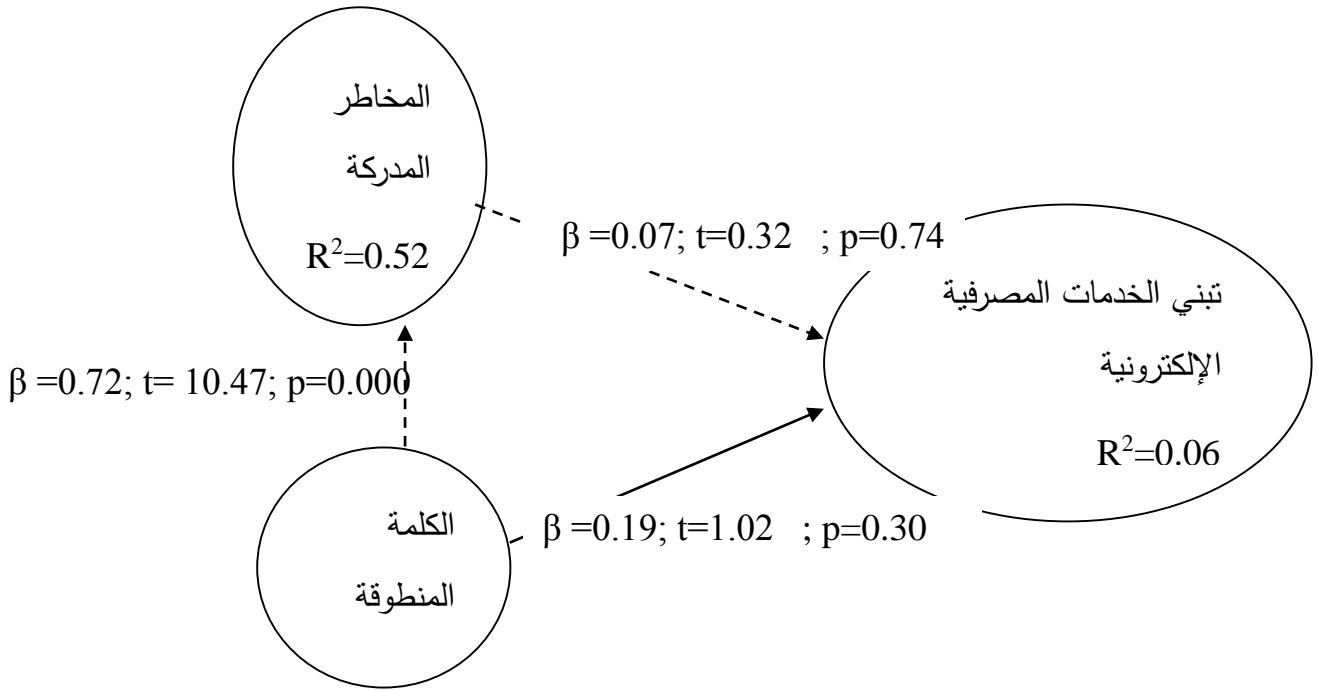 المخاطر
المدركة
R²=0.52
β =0.07; t=0.32 ; p=0.74
تبني الخدمات المصرفية
الإلكترونية
R²=0.06
β =0.72; t= 10.47; p=0.000
الكلمة
المنطوقة
β =0.19; t=1.02 ; p=0.30